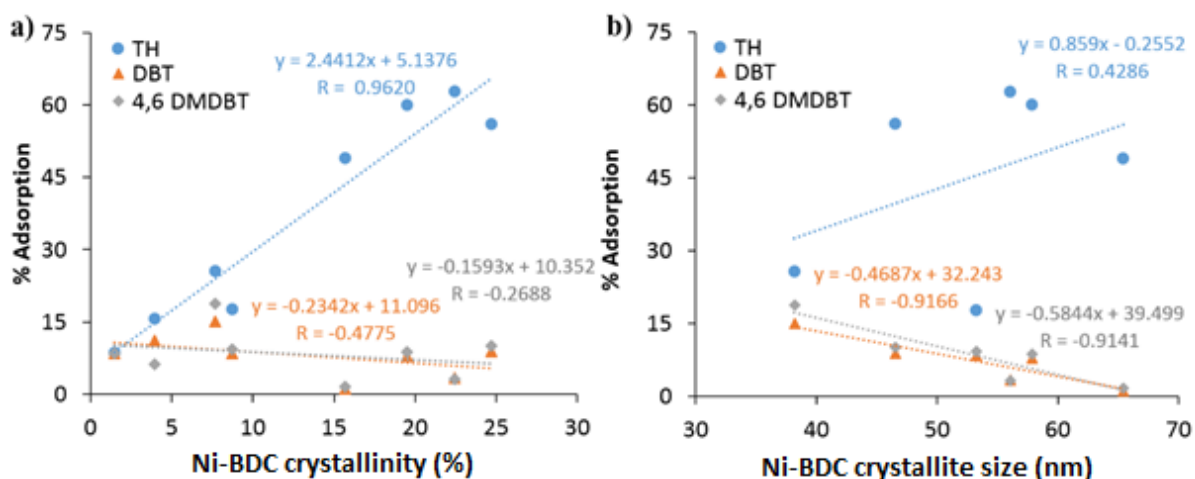 a)
TH
DBT
4,6 DMDBT
y = 2.4412x + 5.1376
R = 0.9620
y = -0.1593x + 10.352
R = -0.2688
y = -0.2342x + 11.096
R = -0.4775
% Adsorption
75
60
45
30
15
0
0 5 10 15 20 25 30
Ni-BDC crystallinity (%)
b)
TH
DBT
4,6 DMDBT
y = 0.859x - 0.2552
R = 0.4286
y = -0.4687x + 32.243
R = -0.9166
y = -0.5844x + 39.499
R = -0.9141
% Adsorption
75
60
45
30
15
0
30 40 50 60 70
Ni-BDC crystallite size (nm)